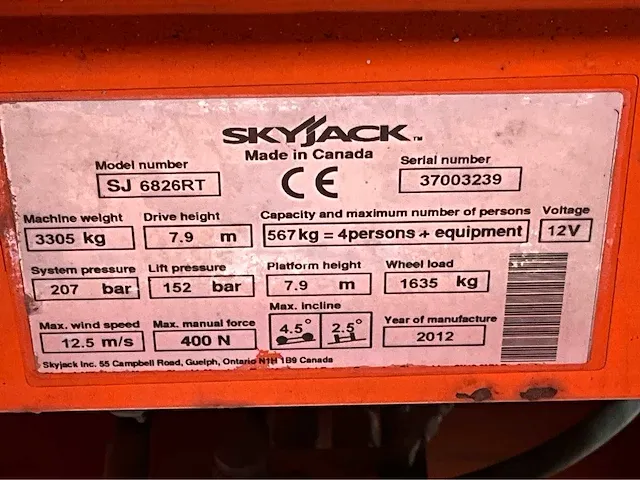 SKYJACK™
Made in Canada
Model number
SJ 6826RT
CE
Serial number
37003239
Machine weight
3305 kg
Drive height
7.9 m
Capacity and maximum number of persons
567kg = 4persons + equipment
Voltage
12V
System pressure
207 bar
Lift pressure
152 bar
Platform height
7.9 m
Wheel load
1635 kg
Max. wind speed
12.5 m/s
Max. manual force
400 N
Max. incline
4.5° 2.5°
Year of manufacture
2012
Skyjack Inc. 55 Campbell Road, Guelph, Ontario N1H 1B9 Canada